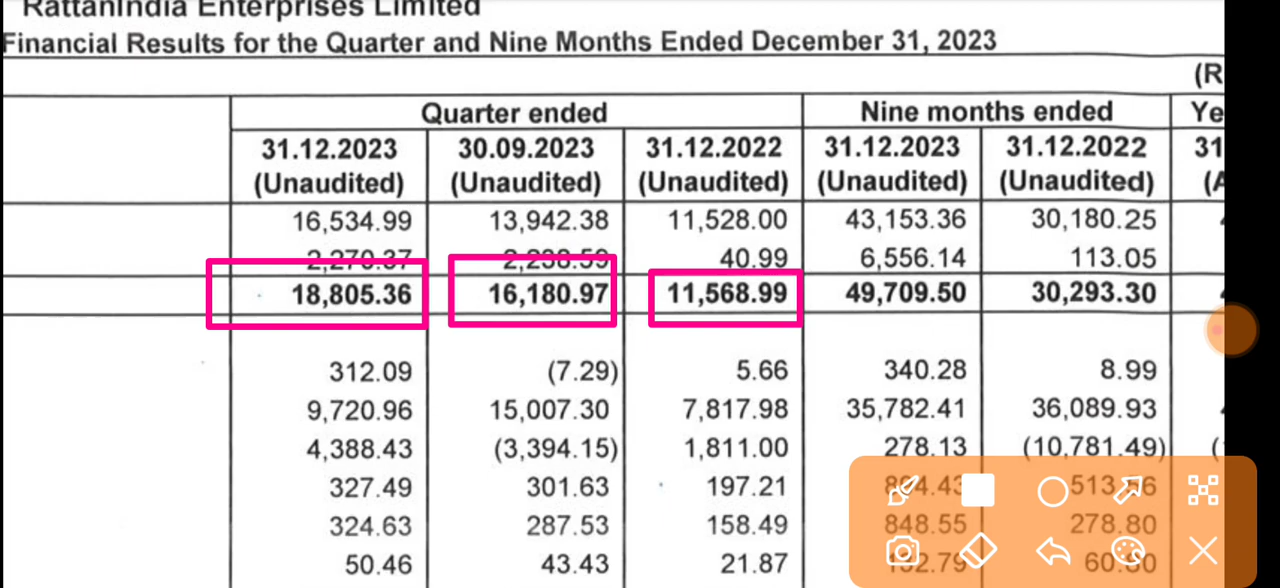 RattanIndia Enterprises Limited
Financial Results for the Quarter and Nine Months Ended December 31, 2023
(R
Quarter ended Nine months ended Ye
31.12.2023 30.09.2023 31.12.2022 31.12.2023 31.12.2022 31
(Unaudited) (Unaudited) (Unaudited) (Unaudited) (Unaudited) (A
16,534.99 13,942.38 11,528.00 43,153.36 30,180.25
2,270.37 2,238.59 40.99 6,556.14 113.05
18,805.36 16,180.97 11,568.99 49,709.50 30,293.30
312.09 (7.29) 5.66 340.28 8.99
9,720.96 15,007.30 7,817.98 35,782.41 36,089.93
4,388.43 (3,394.15) 1,811.00 278.13 (10,781.49) (
327.49 301.63 197.21
324.63 287.53 158.49 848.55 278.80
50.46 43.43 21.87